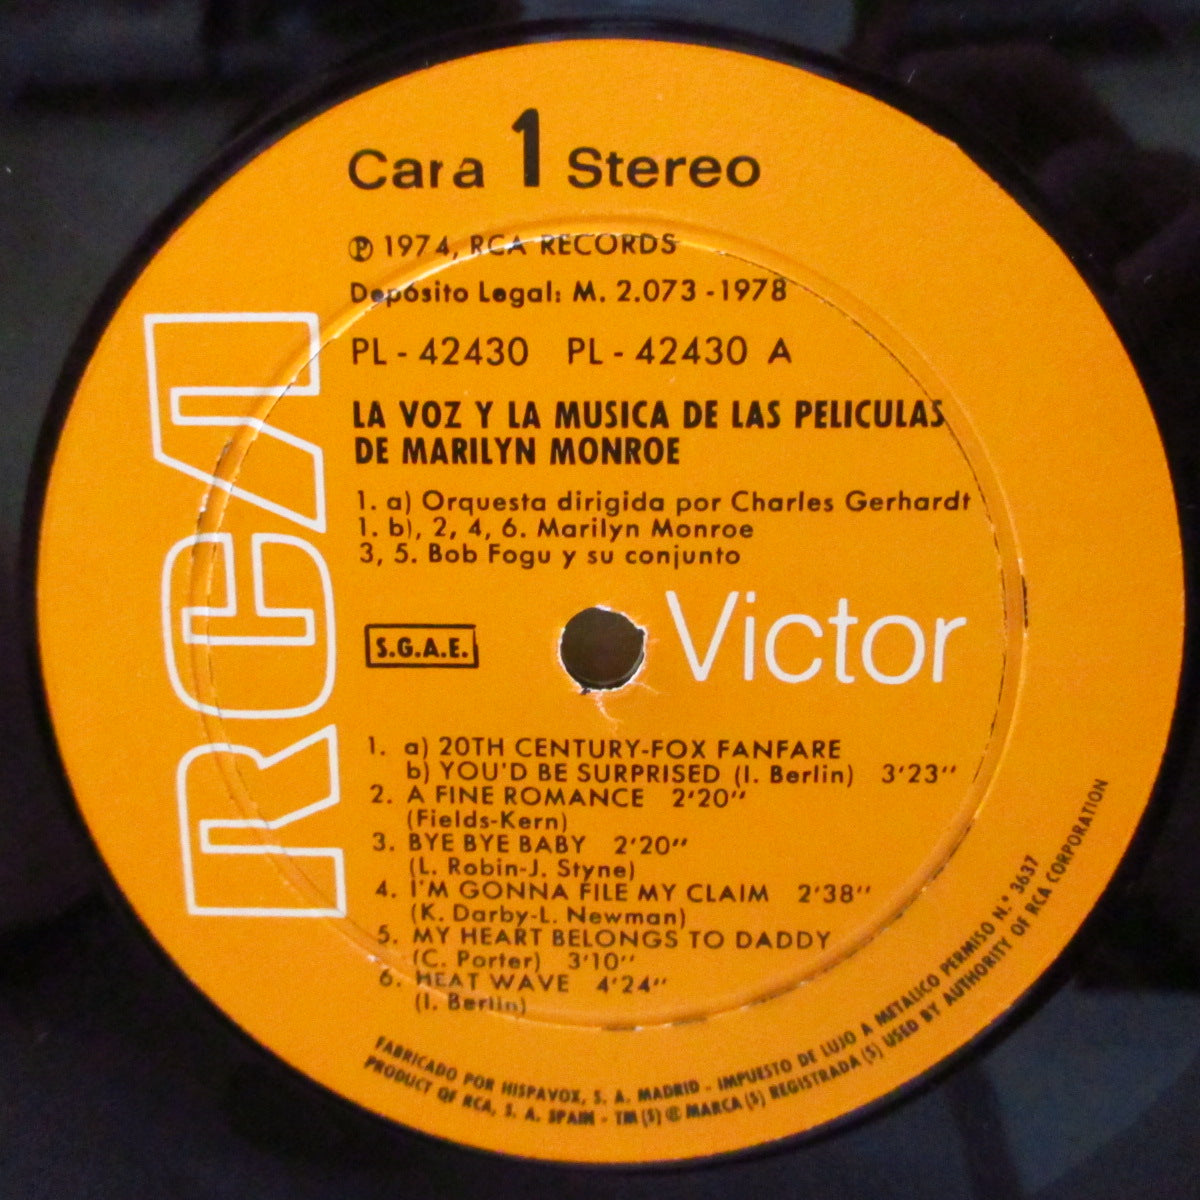 Cara 1 Stereo
℗ 1974, RCA RECORDS
Depósito Legal: M. 2.073 - 1978
PL - 42430 PL - 42430 A
LA VOZ Y LA MUSICA DE LAS PELICULAS
DE MARILYN MONROE
1. a) Orquesta dirigida por Charles Gerhardt
1. b), 2, 4, 6. Marilyn Monroe
3, 5. Bob Fogu y su conjunto
RCA
S.G.A.E.
Victor
1. a) 20TH CENTURY-FOX FANFARE
b) YOU'D BE SURPRISED (I. Berlin) 3'23''
2. A FINE ROMANCE 2'20''
(Fields-Kern)
3. BYE BYE BABY 2'20''
(L. Robin-J. Styne)
4. I'M GONNA FILE MY CLAIM 2'38''
(K. Darby-L. Newman)
5. MY HEART BELONGS TO DADDY
(C. Porter) 3'10''
6. HEAT WAVE 4'24''
(I. Berlin)
FABRICADO POR HISPAVOX, S. A. MADRID - IMPUESTO DE LUJO A METALICO PERMISO N.° 3637
PRODUCT OF RCA, S. A. SPAIN - TM (S) © MARCA (S) REGISTRADA (S) USED BY AUTHORITY OF RCA CORPORATION